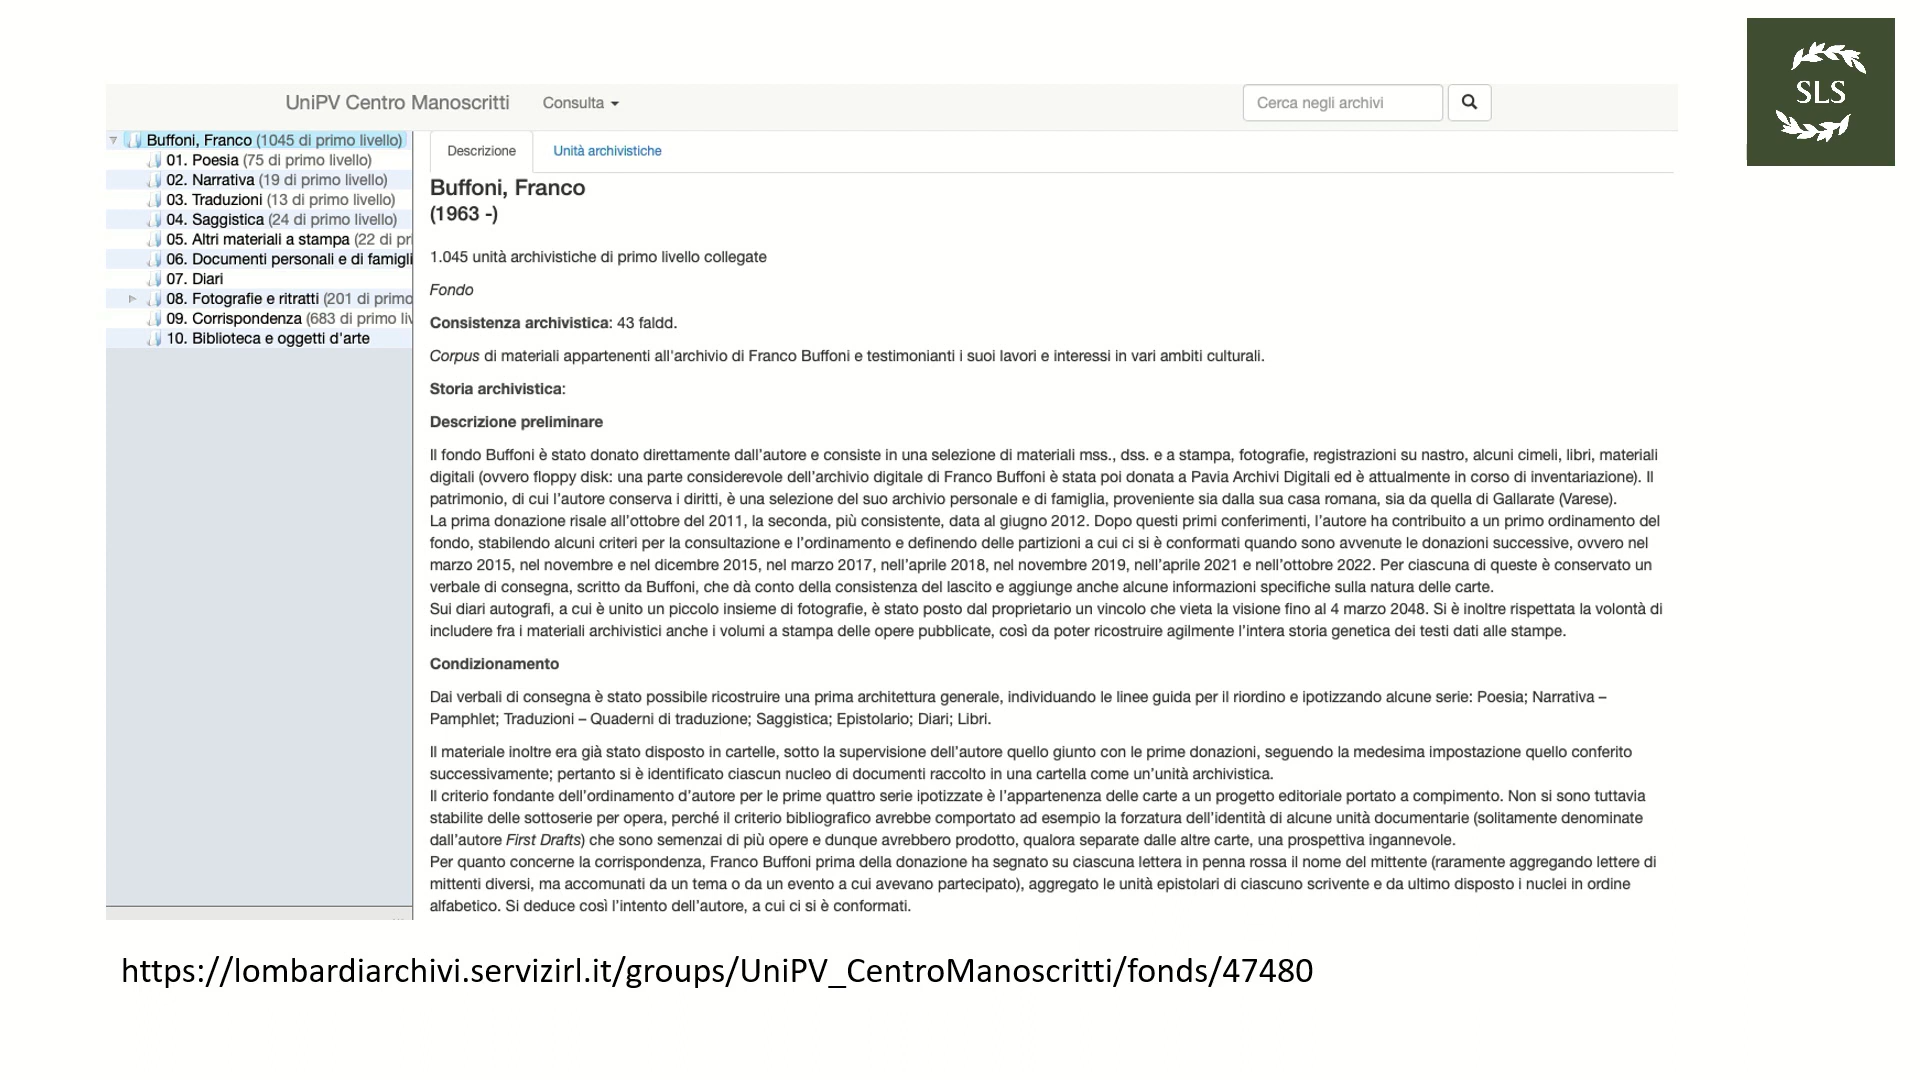 SLS
UniPV Centro Manoscritti
Consulta
Cerca negli archivi
Buffoni, Franco (1045 di primo livello)
01. Poesia (75 di primo livello)
02. Narrativa (19 di primo livello)
03. Traduzioni (13 di primo livello)
04. Saggistica (24 di primo livello)
05. Altri materiali a stampa (22 di pri
06. Documenti personali e di famigli
07. Diari
08. Fotografie e ritratti (201 di primo
09. Corrispondenza (683 di primo liv
10. Biblioteca e oggetti d'arte
Descrizione
Unità archivistiche
Buffoni, Franco
(1963 -)
1.045 unità archivistiche di primo livello collegate
Fondo
Consistenza archivistica: 43 faldd.
Corpus di materiali appartenenti all'archivio di Franco Buffoni e testimonianti i suoi lavori e interessi in vari ambiti culturali.
Storia archivistica:
Descrizione preliminare
Il fondo Buffoni è stato donato direttamente dall’autore e consiste in una selezione di materiali mss., dss. e a stampa, fotografie, registrazioni su nastro, alcuni cimeli, libri, materiali
digitali (ovvero floppy disk: una parte considerevole dell’archivio digitale di Franco Buffoni è stata poi donata a Pavia Archivi Digitali ed è attualmente in corso di inventariazione). Il
patrimonio, di cui l’autore conserva i diritti, è una selezione del suo archivio personale e di famiglia, proveniente sia dalla sua casa romana, sia da quella di Gallarate (Varese).
La prima donazione risale all’ottobre del 2011, la seconda, più consistente, data al giugno 2012. Dopo questi primi conferimenti, l’autore ha contribuito a un primo ordinamento del
fondo, stabilendo alcuni criteri per la consultazione e l’ordinamento e definendo delle partizioni a cui ci si è conformati quando sono avvenute le donazioni successive, ovvero nel
marzo 2015, nel novembre e nel dicembre 2015, nel marzo 2017, nell’aprile 2018, nel novembre 2019, nell’aprile 2021 e nell’ottobre 2022. Per ciascuna di queste è conservato un
verbale di consegna, scritto da Buffoni, che dà conto della consistenza del lascito e aggiunge anche alcune informazioni specifiche sulla natura delle carte.
Sui diari autografi, a cui è unito un piccolo insieme di fotografie, è stato posto dal proprietario un vincolo che vieta la visione fino al 4 marzo 2048. Si è inoltre rispettata la volontà di
includere fra i materiali archivistici anche i volumi a stampa delle opere pubblicate, così da poter ricostruire agilmente l’intera storia genetica dei testi dati alle stampe.
Condizionamento
Dai verbali di consegna è stato possibile ricostruire una prima architettura generale, individuando le linee guida per il riordino e ipotizzando alcune serie: Poesia; Narrativa –
Pamphlet; Traduzioni – Quaderni di traduzione; Saggistica; Epistolario; Diari; Libri.
Il materiale inoltre era già stato disposto in cartelle, sotto la supervisione dell’autore quello giunto con le prime donazioni, seguendo la medesima impostazione quello conferito
successivamente; pertanto si è identificato ciascun nucleo di documenti raccolto in una cartella come un’unità archivistica.
Il criterio fondante dell’ordinamento d’autore per le prime quattro serie ipotizzate è l’appartenenza delle carte a un progetto editoriale portato a compimento. Non si sono tuttavia
stabilite delle sottoserie per opera, perché il criterio bibliografico avrebbe comportato ad esempio la forzatura dell’identità di alcune unità documentarie (solitamente denominate
dall’autore First Drafts) che sono semenzai di più opere e dunque avrebbero prodotto, qualora separate dalle altre carte, una prospettiva ingannevole.
Per quanto concerne la corrispondenza, Franco Buffoni prima della donazione ha segnato su ciascuna lettera in penna rossa il nome del mittente (raramente aggregando lettere di
mittenti diversi, ma accomunati da un tema o da un evento a cui avevano partecipato), aggregato le unità epistolari di ciascuno scrivente e da ultimo disposto i nuclei in ordine
alfabetico. Si deduce così l’intento dell’autore, a cui ci si è conformati.
https://lombardiarchivi.servizirl.it/groups/UniPV_CentroManoscritti/fonds/47480